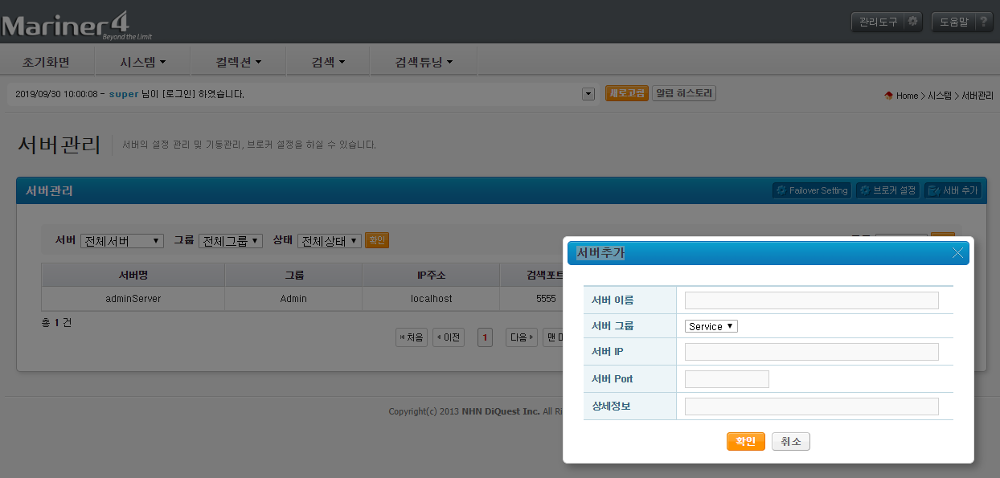 Mariner4
Beyond the Limit
관리도구 도움말 ?
초기화면 시스템 컬렉션 검색 검색튜닝
2019/09/30 10:00:08 - super 님이 [로그인] 하였습니다.
새로고침 알림 히스토리
Home > 시스템 > 서버관리
서버관리
서버의 설정 관리 및 기동관리, 브로커 설정을 하실 수 있습니다.
서버관리
Failover Setting 브로커 설정 서버 추가
서버 전체서버 그룹 전체그룹 상태 전체상태 확인
서버명 그룹 IP주소 검색포트
adminServer Admin localhost 5555
총 1 건
처음 이전 1 다음 맨
Copyright(c) 2013 NHN DiQuest Inc. All
서버추가
서버 이름
서버 그룹 Service
서버 IP
서버 Port
상세정보
확인 취소